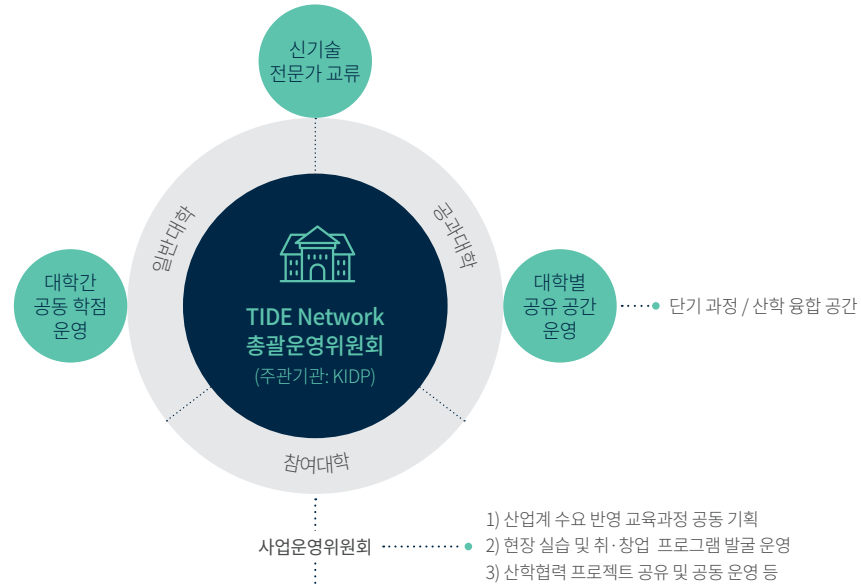 신기술
전문가 교류
일반대학
공과대학
대학간
공동 학점
운영
TIDE Network
총괄운영위원회
(주관기관: KIDP)
대학별
공유 공간
운영
단기 과정 / 산학 융합 공간
참여대학
사업운영위원회
1) 산업계 수요 반영 교육과정 공동 기획
2) 현장 실습 및 취·창업 프로그램 발굴 운영
3) 산학협력 프로젝트 공유 및 공동 운영 등